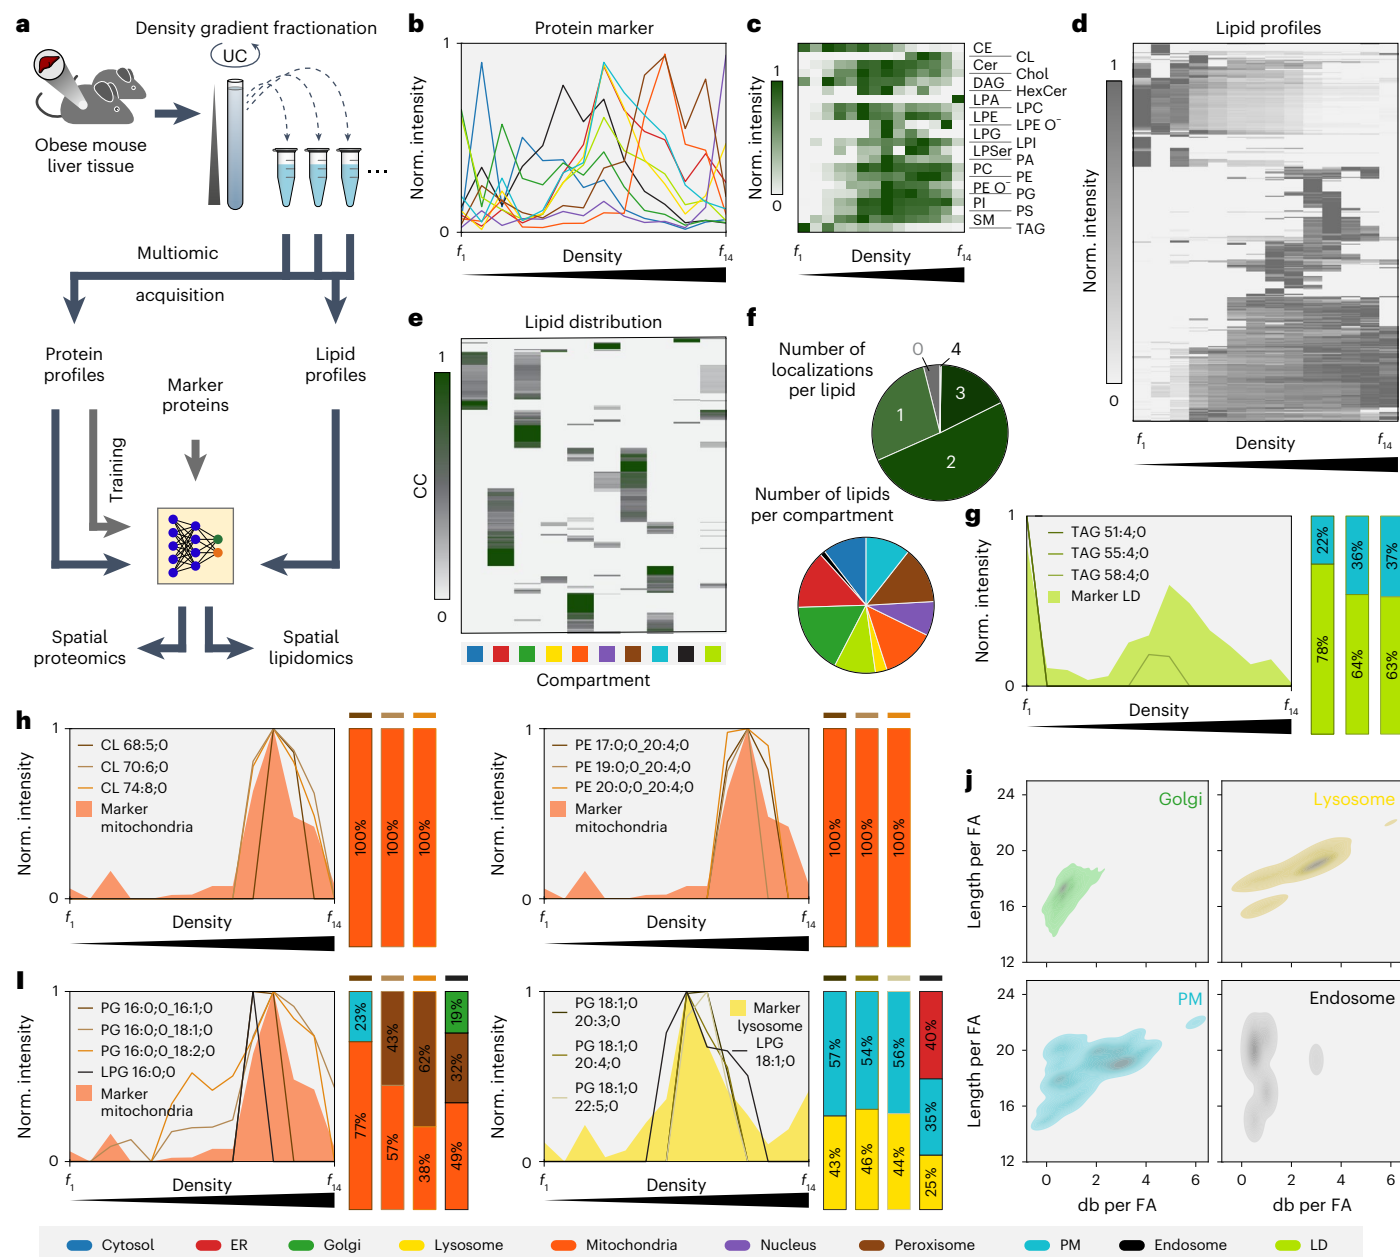 a
Density gradient fractionation
UC
Obese mouse
liver tissue
...
Multiomic
acquisition
Protein
profiles
Lipid
profiles
Marker
proteins
Training
Spatial
proteomics
Spatial
lipidomics
b
Protein marker
1
Norm. intensity
0
f1
Density
f14
c
1
Norm. intensity
0
CE
CL
Cer
Chol
DAG
HexCer
LPA
LPC
LPE
LPE O⁻
LPG
LPI
LPSer
PA
PC
PE
PE O⁻
PG
PI
PS
SM
TAG
f1
Density
f14
d
Lipid profiles
1
Norm. intensity
0
f1
Density
f14
e
Lipid distribution
1
CC
0
Compartment
f
Number of
localizations
per lipid
0
4
3
1
2
Number of lipids
per compartment
g
1
Norm. intensity
0
TAG 51:4;0
TAG 55:4;0
TAG 58:4;0
Marker LD
f1
Density
f14
22%
36%
37%
78%
64%
63%
h
1
Norm. intensity
0
CL 68:5;0
CL 70:6;0
CL 74:8;0
Marker
mitochondria
f1
Density
f14
100%
100%
100%
1
Norm. intensity
0
PE 17:0;0_20:4;0
PE 19:0;0_20:4;0
PE 20:0;0_20:4;0
Marker
mitochondria
f1
Density
f14
100%
100%
100%
I
1
Norm. intensity
0
PG 16:0;0_16:1;0
PG 16:0;0_18:1;0
PG 16:0;0_18:2;0
LPG 16:0;0
Marker
mitochondria
f1
Density
f14
23%
77%
43%
57%
62%
38%
19%
32%
49%
1
Norm. intensity
0
PG 18:1;0
20:3;0
PG 18:1;0
20:4;0
PG 18:1;0
22:5;0
Marker
lysosome
LPG
18:1;0
f1
Density
f14
57%
43%
54%
46%
56%
44%
40%
35%
25%
j
Length per FA
24
20
16
12
Golgi
Lysosome
Length per FA
24
20
16
12
PM
Endosome
0
2
4
6
db per FA
0
2
4
6
db per FA
Cytosol
ER
Golgi
Lysosome
Mitochondria
Nucleus
Peroxisome
PM
Endosome
LD